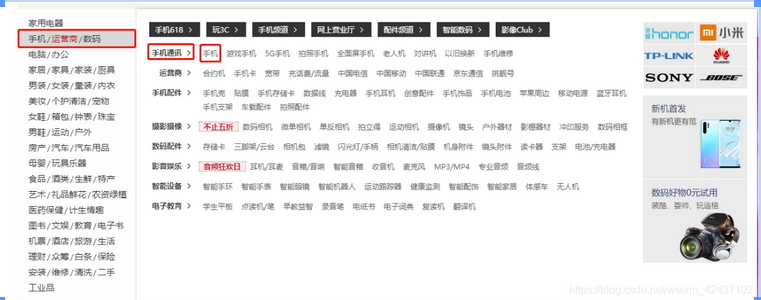 家用电器
手机/运营商/数码
电脑/办公
家居/家具/家装/厨具
男装/女装/童装/内衣
美妆/个护清洁/宠物
女鞋/箱包/钟表/珠宝
男鞋/运动/户外
房产/汽车/汽车用品
母婴/玩具乐器
食品/酒类/生鲜/特产
艺术/礼品鲜花/农资绿植
医药保健/计生情趣
图书/文娱/教育/电子书
机票/酒店/旅游/生活
理财/众筹/白条/保险
安装/维修/清洗/二手
工业品
手机618 > 玩3C > 手机频道 > 网上营业厅 > 配件频道 > 智能数码 > 影像Club >
手机通讯 > 手机 游戏手机 5G手机 拍照手机 全面屏手机 老人机 对讲机 以旧换新 手机维修
运营商 > 合约机 手机卡 宽带 充话费/流量 中国电信 中国移动 中国联通 京东通信 挑靓号
手机配件 > 手机壳 贴膜 手机存储卡 数据线 充电器 手机耳机 创意配件 手机饰品 手机电池 苹果周边 移动电源 蓝牙耳机
手机支架 车载配件 拍照配件
摄影摄像 > 不止五折 数码相机 微单相机 单反相机 拍立得 运动相机 摄像机 镜头 户外器材 影棚器材 冲印服务 数码相框
数码配件 > 存储卡 三脚架/云台 相机包 滤镜 闪光灯/手柄 相机清洁/贴膜 机身附件 镜头附件 读卡器 支架 电池/充电器
影音娱乐 > 音频狂欢日 耳机/耳麦 音箱/音响 智能音箱 收音机 麦克风 MP3/MP4 专业音频 音频线
智能设备 > 智能手环 智能手表 智能眼镜 智能机器人 运动跟踪器 健康监测 智能配饰 智能家居 体感车 无人机
电子教育 > 学生平板 点读机/笔 早教益智 录音笔 电纸书 电子词典 复读机 翻译机
荣耀 honor
MI 小米
TP-LINK
HUAWEI
SONY
BOSE
新机首发
有新机更有范
数码好物0元试用
装酷、耍帅、玩逼格
https://blog.csdn.net/weixin_42437102